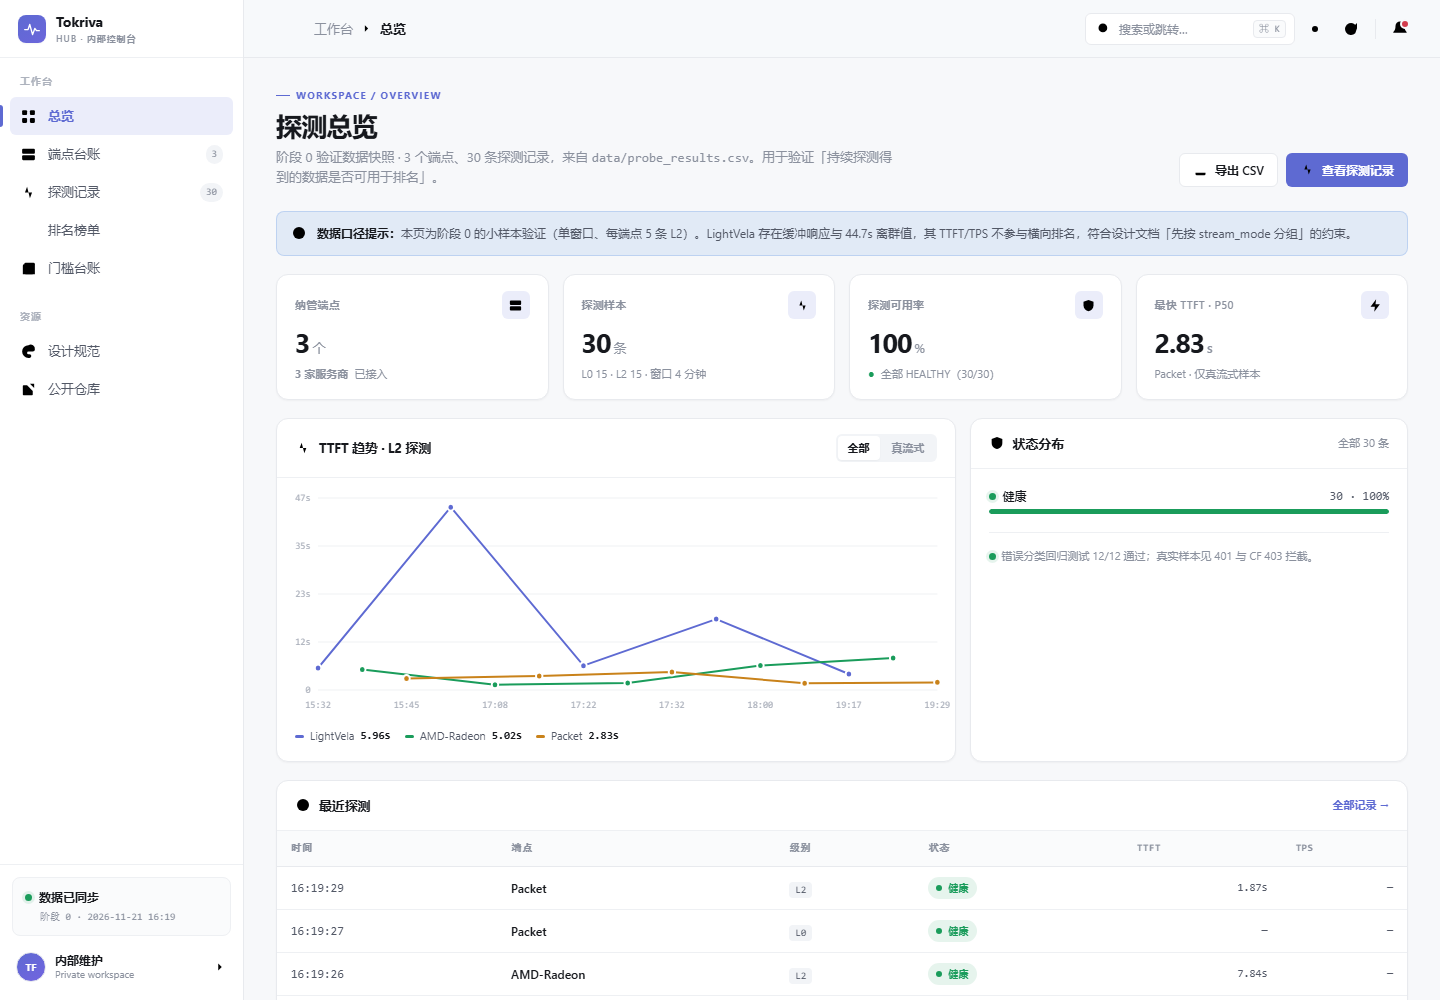 Tokriva
HUB · 内部控制台
工作台
总览
端点台账 3
探测记录 30
排名榜单
门槛台账
资源
设计规范
公开仓库
数据已同步
阶段 0 · 2026-11-21 16:19
TF
内部维护
Private workspace
工作台 总览
搜索或跳转... ⌘ K
— WORKSPACE / OVERVIEW
探测总览
阶段 0 验证数据快照 · 3 个端点、30 条探测记录，来自 data/probe_results.csv。用于验证「持续探测得
到的数据是否可用于排名」。
导出 CSV
查看探测记录
数据口径提示：本页为阶段 0 的小样本验证（单窗口、每端点 5 条 L2）。LightVela 存在缓冲响应与 44.7s 离群值，其 TTFT/TPS 不参与横向排名，符合设计文档「先按 stream_mode 分组」的约束。
纳管端点
3 个
3 家服务商 已接入
探测样本
30 条
L0 15 · L2 15 · 窗口 4 分钟
探测可用率
100 %
全部 HEALTHY（30/30）
最快 TTFT · P50
2.83 s
Packet · 仅真流式样本
TTFT 趋势 · L2 探测
全部 真流式
47s
35s
23s
12s
0
15:32 15:45 17:08 17:22 17:32 18:00 19:17 19:29
LightVela 5.96s AMD-Radeon 5.02s Packet 2.83s
状态分布
全部 30 条
健康 30 · 100%
错误分类回归测试 12/12 通过；真实样本见 401 与 CF 403 拦截。
最近探测
全部记录 →
时间 端点 级别 状态 TTFT TPS
16:19:29 Packet L2 健康 1.87s —
16:19:27 Packet L0 健康 — —
16:19:26 AMD-Radeon L2 健康 7.84s —